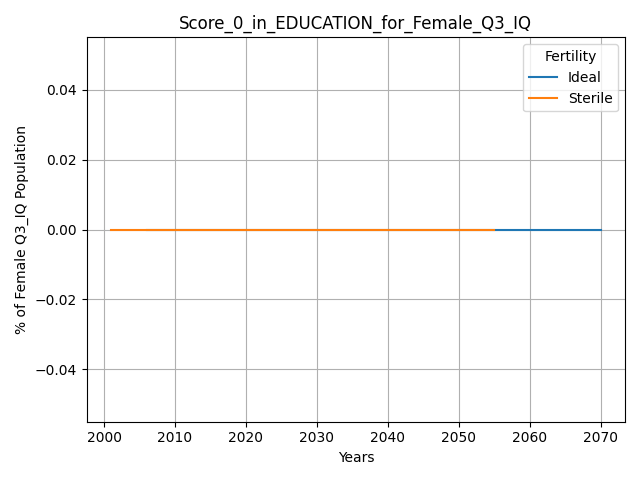 Score_0_in_EDUCATION_for_Female_Q3_IQ
Fertility
Ideal
Sterile
0.04
0.02
0.00
−0.02
−0.04
% of Female Q3_IQ Population
2000 2010 2020 2030 2040 2050 2060 2070
Years